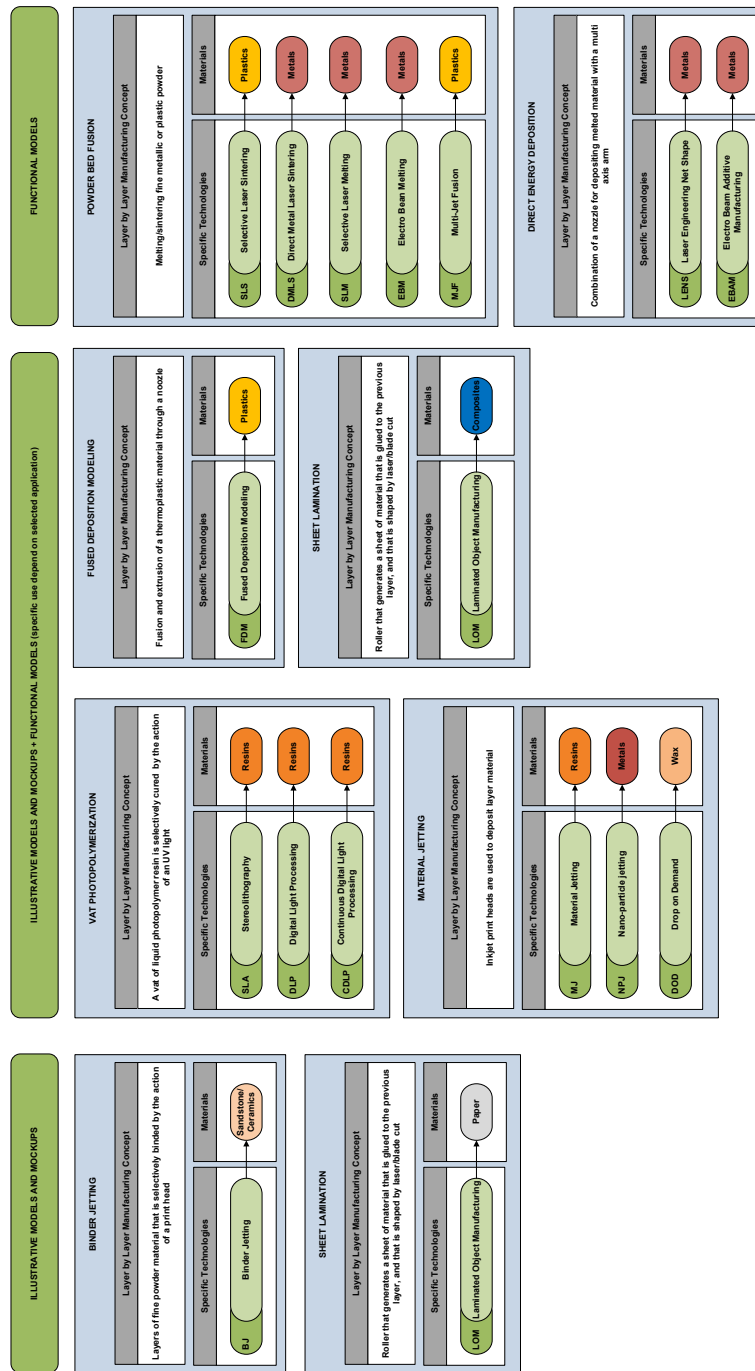 ILLUSTRATIVE MODELS AND MOCKUPS
BINDER JETTING
Layer by Layer Manufacturing Concept
Layers of fine powder material that is selectively binded by the action
of a print head
Specific Technologies
Materials
BJ
Binder Jetting
Sandstone/
Ceramics
SHEET LAMINATION
Layer by Layer Manufacturing Concept
Roller that generates a sheet of material that is glued to the previous
layer, and that is shaped by laser/blade cut
Specific Technologies
Materials
LOM
Laminated Object Manufacturing
Paper
ILLUSTRATIVE MODELS AND MOCKUPS + FUNCTIONAL MODELS (specific use depend on selected application)
VAT PHOTOPOLYMERIZATION
Layer by Layer Manufacturing Concept
A vat of liquid photopolymer resin is selectively cured by the action
of an UV light
Specific Technologies
Materials
SLA
Stereolithography
Resins
DLP
Digital Light Processing
Resins
CDLP
Continuous Digital Light
Processing
Resins
MATERIAL JETTING
Layer by Layer Manufacturing Concept
Inkjet print heads are used to deposit layer material
Specific Technologies
Materials
MJ
Material Jetting
Resins
NPJ
Nano-particle jetting
Metals
DOD
Drop on Demand
Wax
FUSED DEPOSITION MODELING
Layer by Layer Manufacturing Concept
Fusion and extrusion of a thermoplastic material through a noozle
Specific Technologies
Materials
FDM
Fused Deposition Modeling
Plastics
SHEET LAMINATION
Layer by Layer Manufacturing Concept
Roller that generates a sheet of material that is glued to the previous
layer, and that is shaped by laser/blade cut
Specific Technologies
Materials
LOM
Laminated Object Manufacturing
Composites
FUNCTIONAL MODELS
POWDER BED FUSION
Layer by Layer Manufacturing Concept
Melting/sintering fine metallic or plastic powder
Specific Technologies
Materials
SLS
Selective Laser Sintering
Plastics
DMLS
Direct Metal Laser Sintering
Metals
SLM
Selective Laser Melting
Metals
EBM
Electro Bean Melting
Metals
MJF
Multi-Jet Fusion
Plastics
DIRECT ENERGY DEPOSITION
Layer by Layer Manufacturing Concept
Combination of a nozzle for depositing melted material with a multi
axis arm
Specific Technologies
Materials
LENS
Laser Engineering Net Shape
Metals
EBAM
Electro Beam Additive
Manufacturing
Metals